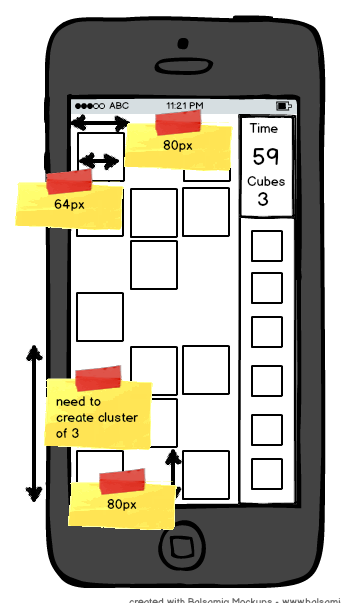 ABC 11:21 PM
Time
59
Cubes
3
80px
64px
need to
create cluster
of 3
80px
created with Balsamiq Mockups - www.balsami